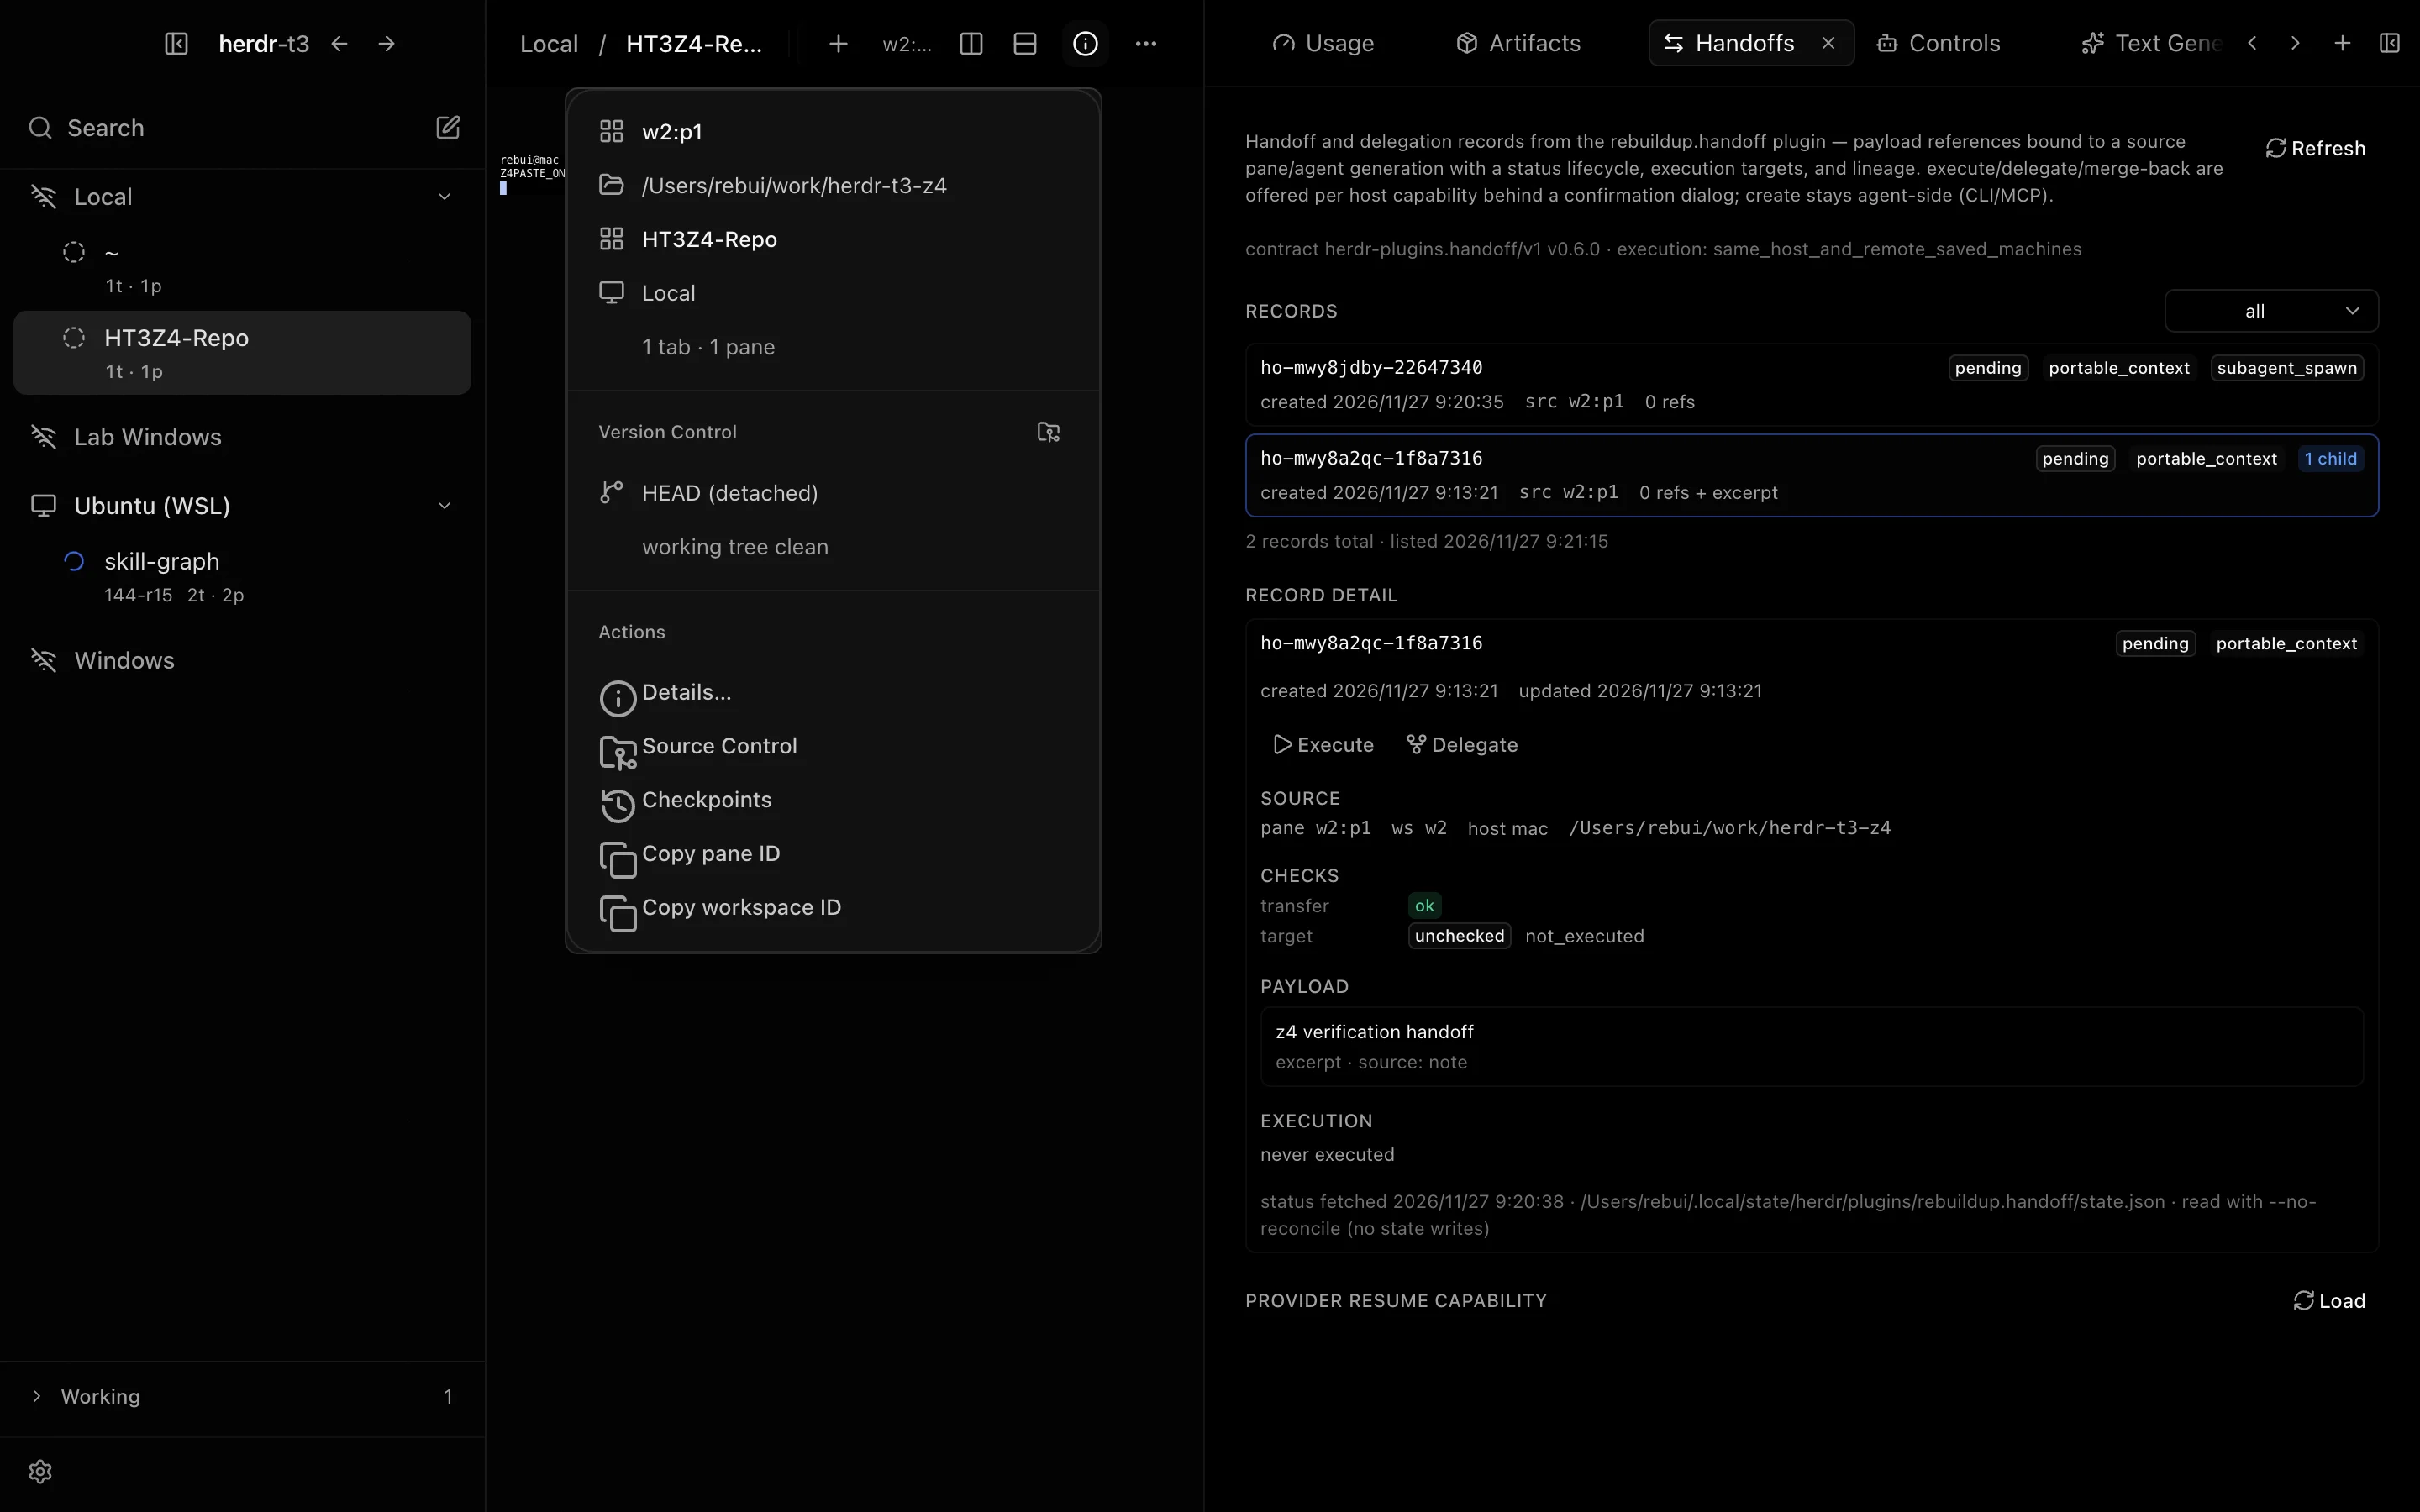 herdr-t3
Search
Local
~
1t · 1p
HT3Z4-Repo
1t · 1p
Lab Windows
Ubuntu (WSL)
skill-graph
144-r15 2t · 2p
Windows
Working 1
Local / HT3Z4-Re...
w2:...
rebui@mac
Z4PASTE_ON
w2:p1
/Users/rebui/work/herdr-t3-z4
HT3Z4-Repo
Local
1 tab · 1 pane
Version Control
HEAD (detached)
working tree clean
Actions
Details...
Source Control
Checkpoints
Copy pane ID
Copy workspace ID
Usage
Artifacts
Handoffs
Controls
Text Gene
Handoff and delegation records from the rebuildup.handoff plugin — payload references bound to a source
pane/agent generation with a status lifecycle, execution targets, and lineage. execute/delegate/merge-back are
offered per host capability behind a confirmation dialog; create stays agent-side (CLI/MCP).
Refresh
contract herdr-plugins.handoff/v1 v0.6.0 · execution: same_host_and_remote_saved_machines
RECORDS
all
ho-mwy8jdby-22647340 pending portable_context subagent_spawn
created 2026/11/27 9:20:35 src w2:p1 0 refs
ho-mwy8a2qc-1f8a7316 pending portable_context 1 child
created 2026/11/27 9:13:21 src w2:p1 0 refs + excerpt
2 records total · listed 2026/11/27 9:21:15
RECORD DETAIL
ho-mwy8a2qc-1f8a7316 pending portable_context
created 2026/11/27 9:13:21 updated 2026/11/27 9:13:21
Execute Delegate
SOURCE
pane w2:p1 ws w2 host mac /Users/rebui/work/herdr-t3-z4
CHECKS
transfer ok
target unchecked not_executed
PAYLOAD
z4 verification handoff
excerpt · source: note
EXECUTION
never executed
status fetched 2026/11/27 9:20:38 · /Users/rebui/.local/state/herdr/plugins/rebuildup.handoff/state.json · read with --no-
reconcile (no state writes)
PROVIDER RESUME CAPABILITY
Load